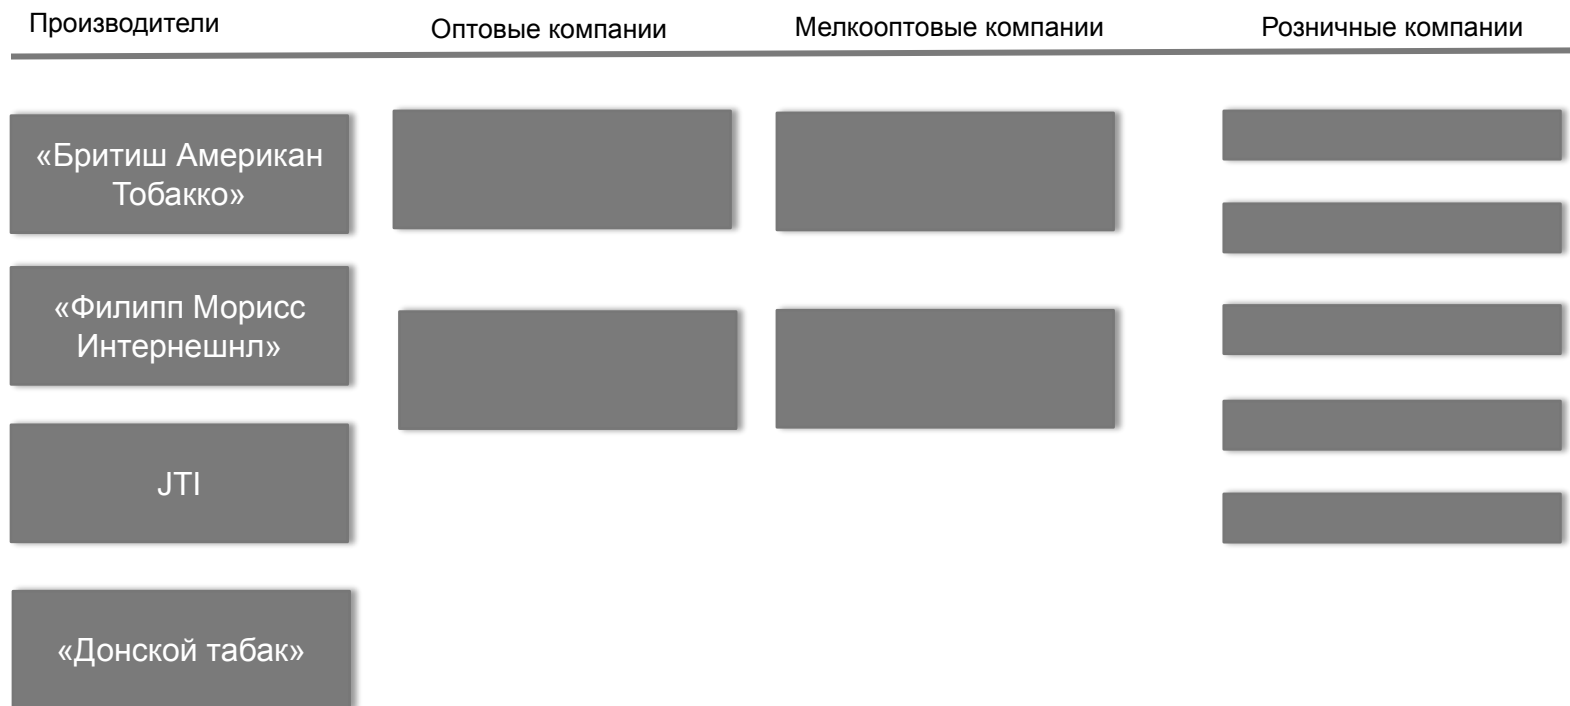 Производители
Оптовые компании
Мелкооптовые компании
Розничные компании
«Бритиш Американ
Тобакко»
«Филипп Морисс
Интернешнл»
JTI
«Донской табак»